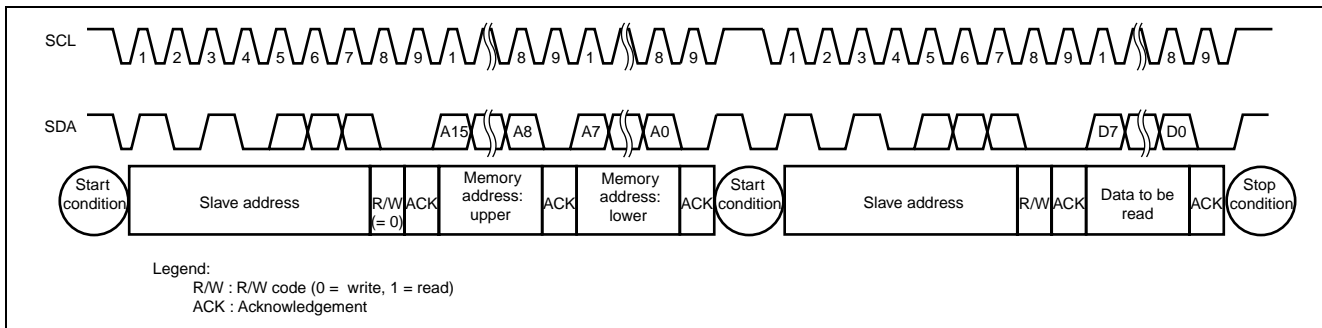 SCL 1 2 3 4 5 6 7 8 9 1 8 9 1 8 9 1 2 3 4 5 6 7 8 9 1 8 9
SDA A15 A8 A7 A0 D7 D0
Start condition
Slave address
R/W (= 0)
ACK
Memory address: upper
ACK
Memory address: lower
ACK
Start condition
Slave address
R/W
ACK
Data to be read
ACK
Stop condition
Legend:
R/W : R/W code (0 = write, 1 = read)
ACK : Acknowledgement